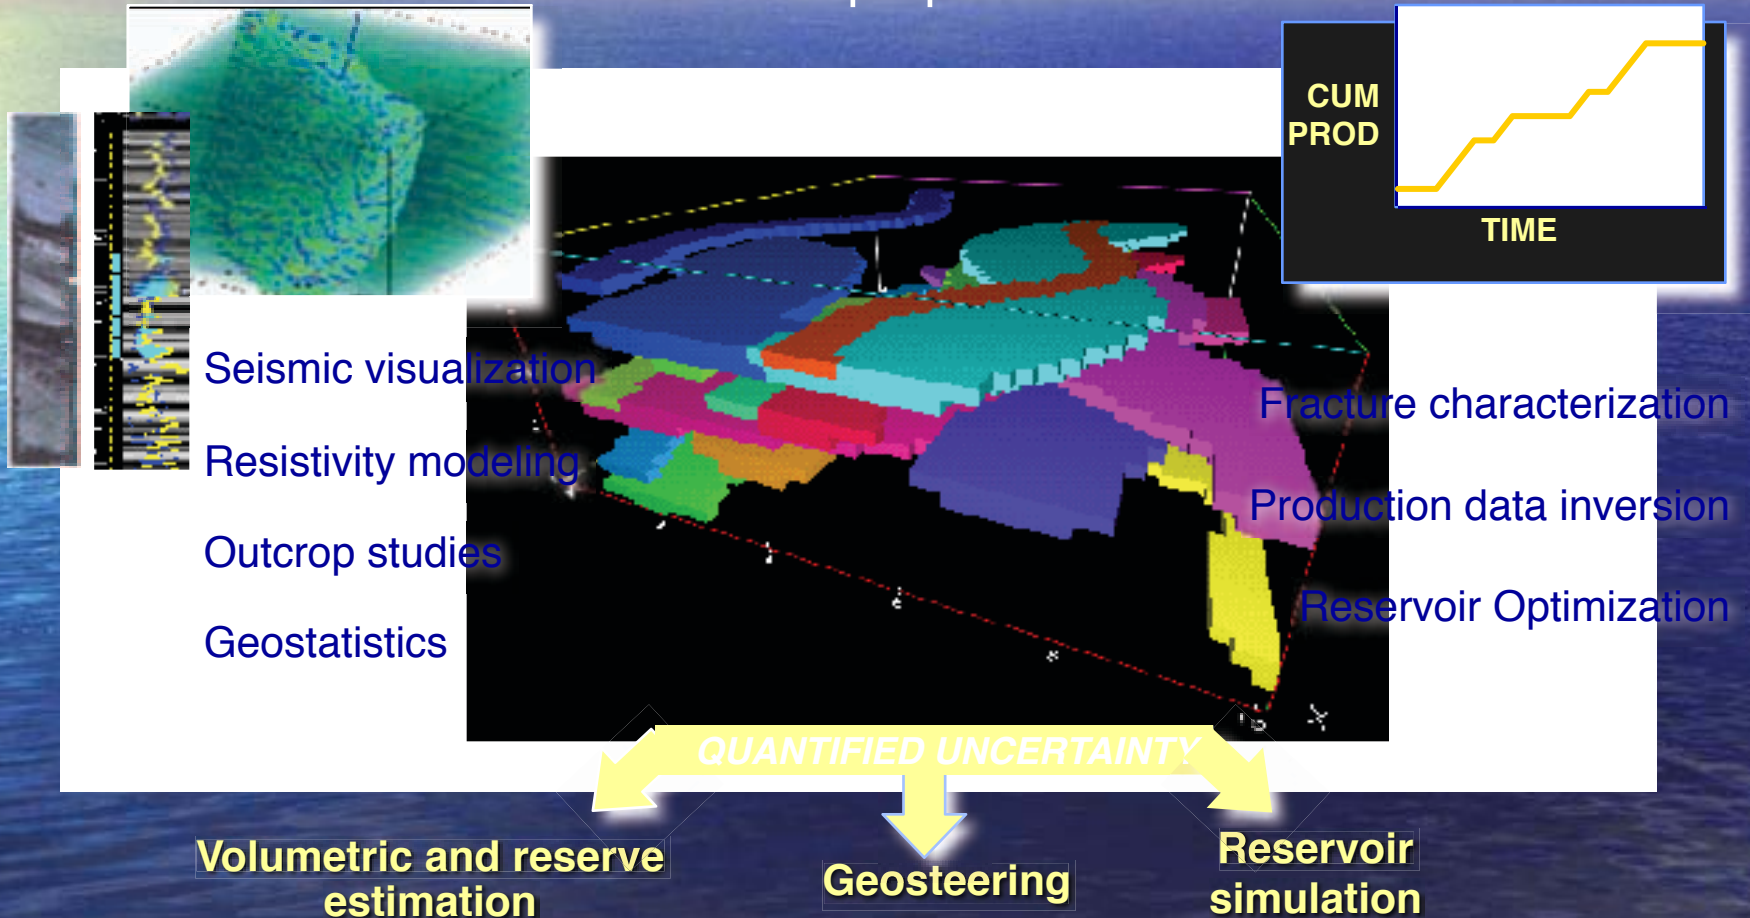 CUM
PROD
TIME
Seismic visualization
Resistivity modeling
Outcrop studies
Geostatistics
Fracture characterization
Production data inversion
Reservoir Optimization
QUANTIFIED UNCERTAINTY
Volumetric and reserve
estimation
Geosteering
Reservoir
simulation